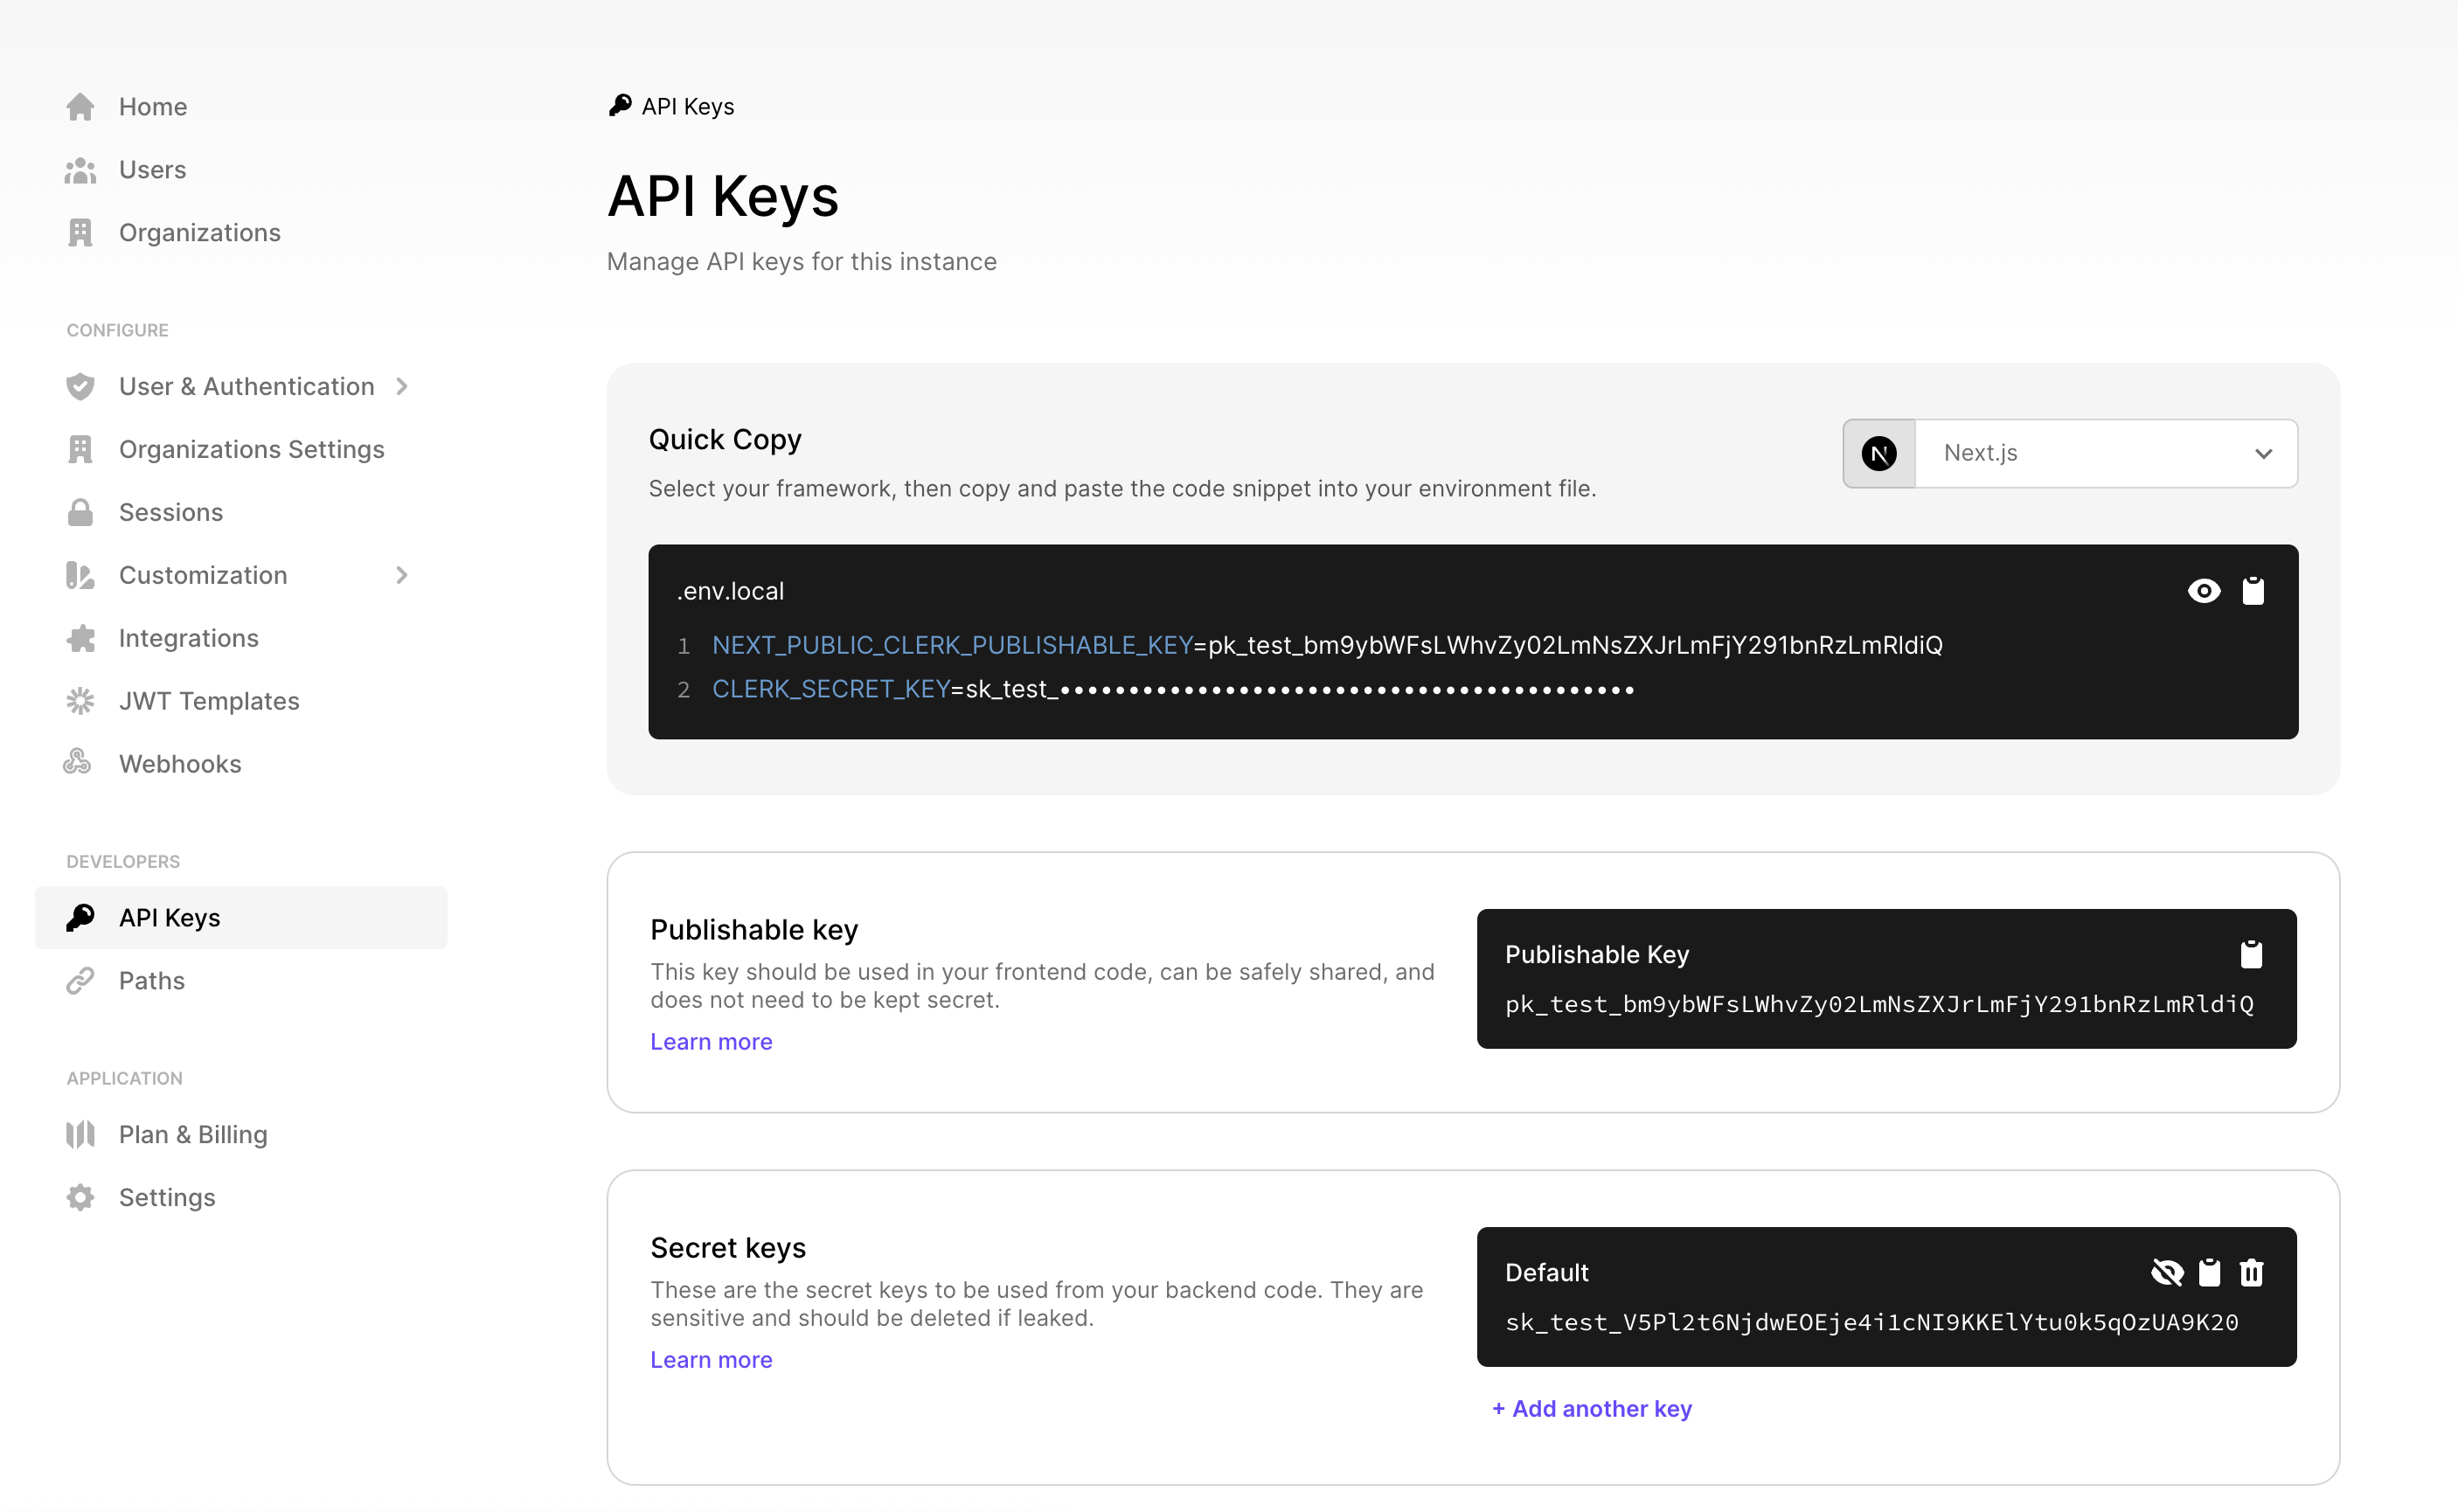 Home
Users
Organizations
CONFIGURE
User & Authentication
Organizations Settings
Sessions
Customization
Integrations
JWT Templates
Webhooks
DEVELOPERS
API Keys
Paths
APPLICATION
Plan & Billing
Settings
API Keys
API Keys
Manage API keys for this instance
Quick Copy
Select your framework, then copy and paste the code snippet into your environment file.
N Next.js
.env.local
1 NEXT_PUBLIC_CLERK_PUBLISHABLE_KEY=pk_test_bm9ybWFsLWhvZy02LmNsZXJrLmFjY291bnRzLmRldiQ
2 CLERK_SECRET_KEY=sk_test_••••••••••••••••••••••••••••••••••••••••••
Publishable key
This key should be used in your frontend code, can be safely shared, and
does not need to be kept secret.
Learn more
Publishable Key
pk_test_bm9ybWFsLWhvZy02LmNsZXJrLmFjY291bnRzLmRldiQ
Secret keys
These are the secret keys to be used from your backend code. They are
sensitive and should be deleted if leaked.
Learn more
Default
sk_test_V5Pl2t6NjdwEOEje4i1cNI9KKElYtu0k5qOzUA9K20
+ Add another key